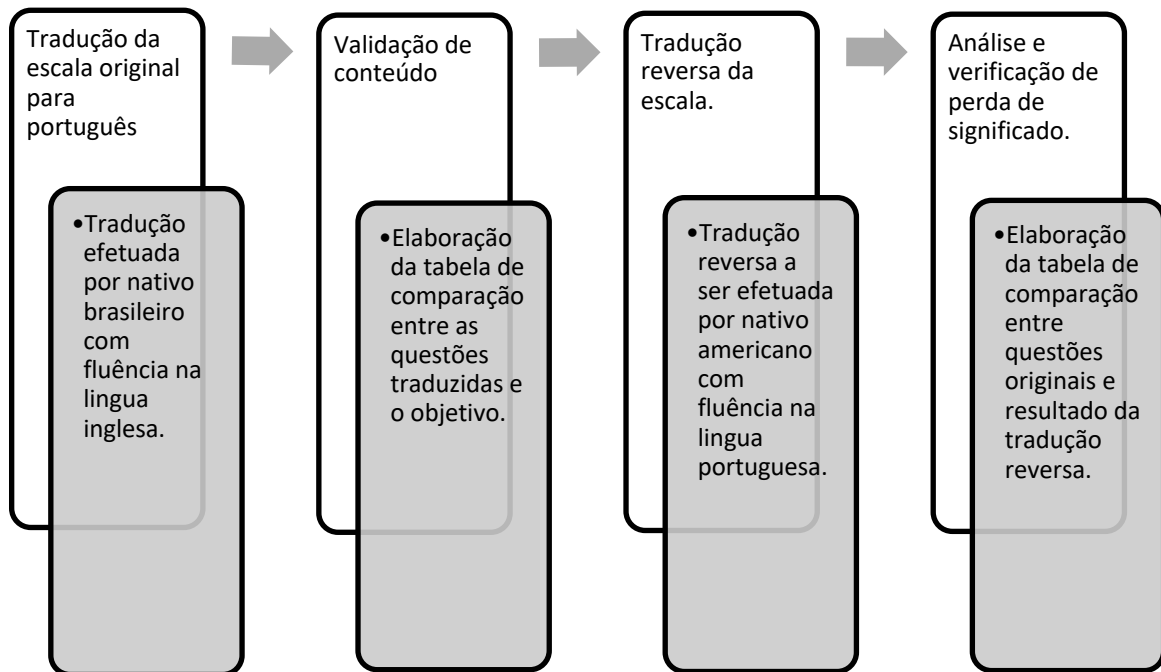 Tradução da
escala original
para
português
•Tradução
efetuada
por nativo
brasileiro
com
fluência na
lingua
inglesa.
Validação de
conteúdo
•Elaboração
da tabela de
comparação
entre as
questões
traduzidas e
o objetivo.
Tradução
reversa da
escala.
•Tradução
reversa a
ser efetuada
por nativo
americano
com
fluência na
lingua
portuguesa.
Análise e
verificação de
perda de
significado.
•Elaboração
da tabela de
comparação
entre
questões
originais e
resultado da
tradução
reversa.